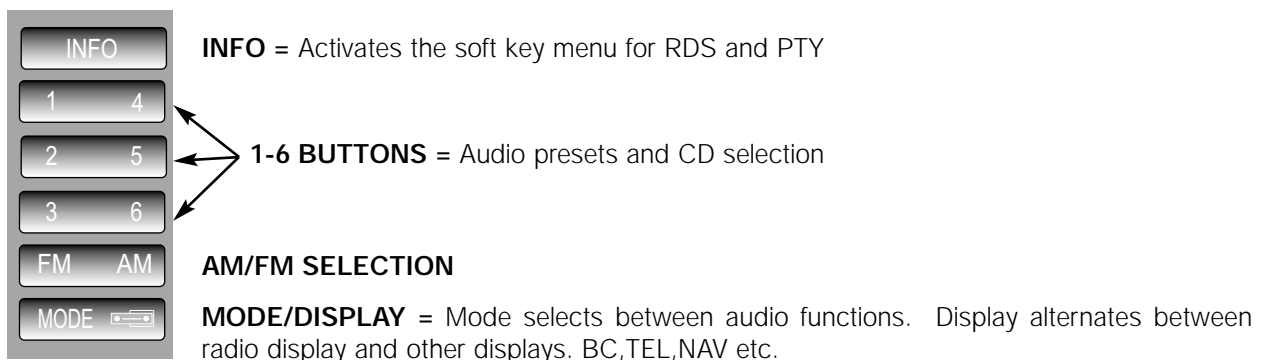 INFO
INFO = Activates the soft key menu for RDS and PTY
1 4
2 5
1-6 BUTTONS = Audio presets and CD selection
3 6
FM AM
AM/FM SELECTION
MODE
MODE/DISPLAY = Mode selects between audio functions. Display alternates between
radio display and other displays. BC,TEL,NAV etc.